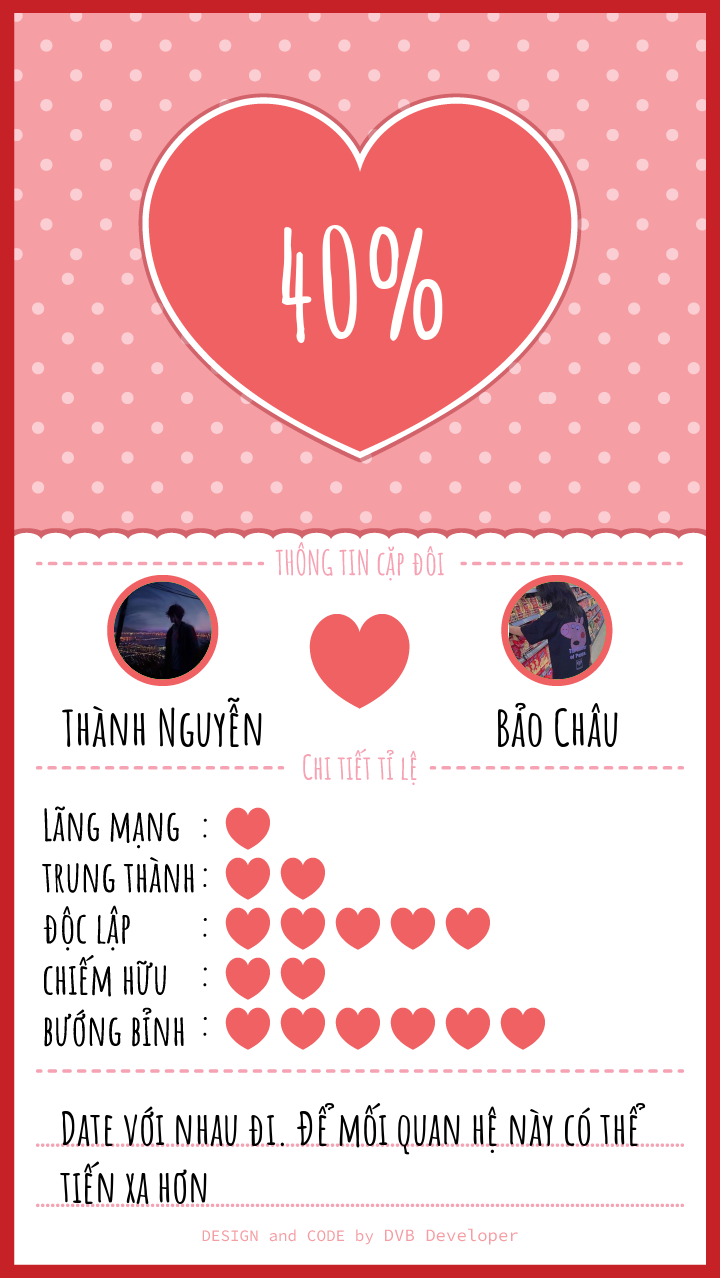 40%
THÔNG TIN CẶP ĐÔI
THÀNH NGUYỄN
BẢO CHÂU
CHI TIẾT TỈ LỆ
LÃNG MẠNG :
TRUNG THÀNH :
ĐỘC LẬP :
CHIẾM HỮU :
BƯỚNG BỈNH :
DATE VỚI NHAU ĐI. ĐỂ MỐI QUAN HỆ NÀY CÓ THỂ
TIẾN XA HƠN
DESIGN and CODE by DVB Developer